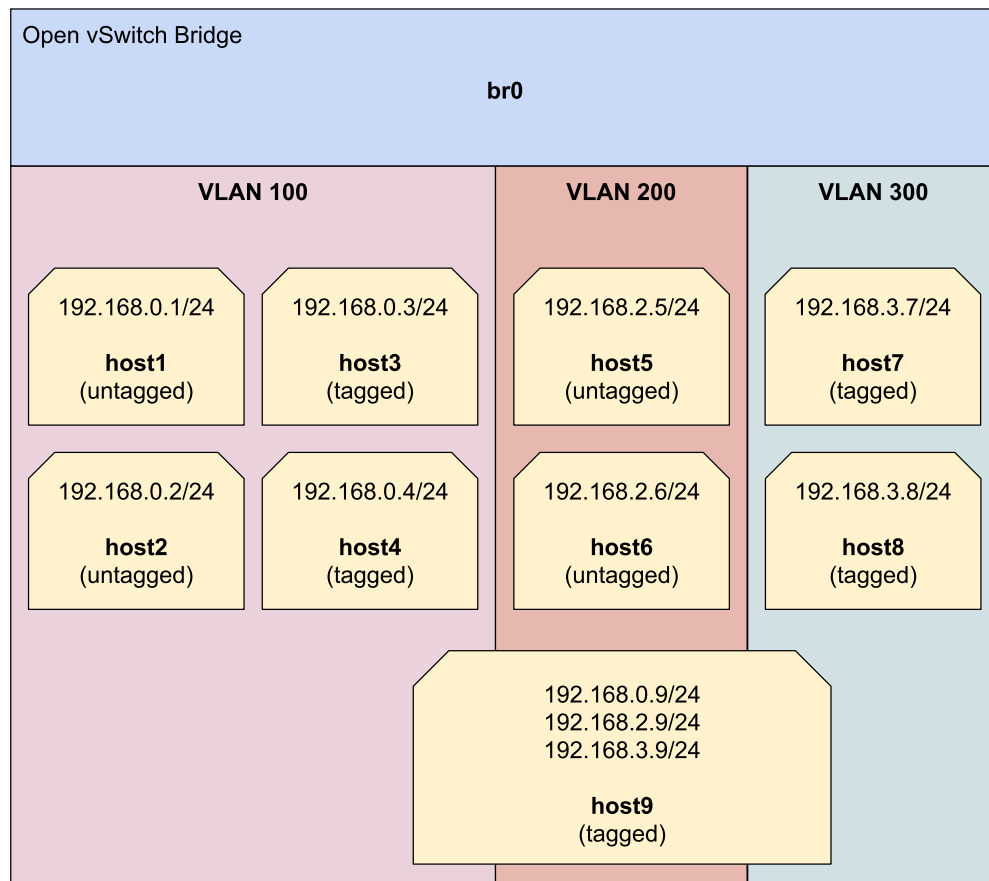 Open vSwitch Bridge
br0
VLAN 100
VLAN 200
VLAN 300
192.168.0.1/24
host1
(untagged)
192.168.0.3/24
host3
(tagged)
192.168.2.5/24
host5
(untagged)
192.168.3.7/24
host7
(tagged)
192.168.0.2/24
host2
(untagged)
192.168.0.4/24
host4
(tagged)
192.168.2.6/24
host6
(untagged)
192.168.3.8/24
host8
(tagged)
192.168.0.9/24
192.168.2.9/24
192.168.3.9/24
host9
(tagged)